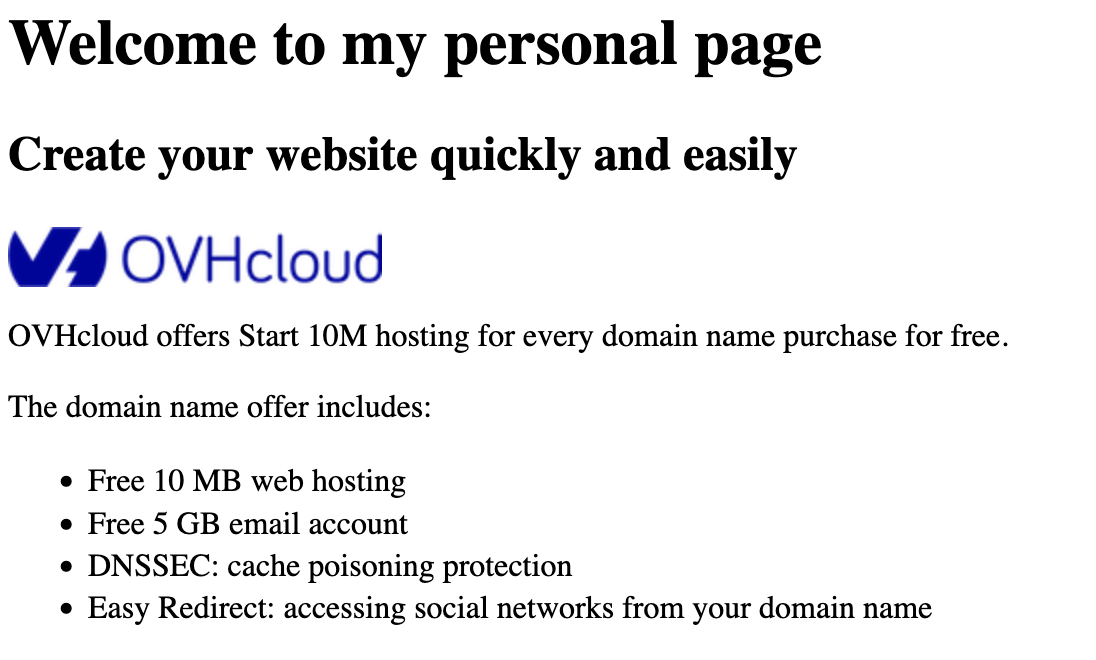 Welcome to my personal page
Create your website quickly and easily
OVHcloud
OVHcloud offers Start 10M hosting for every domain name purchase for free.
The domain name offer includes:
• Free 10 MB web hosting
• Free 5 GB email account
• DNSSEC: cache poisoning protection
• Easy Redirect: accessing social networks from your domain name